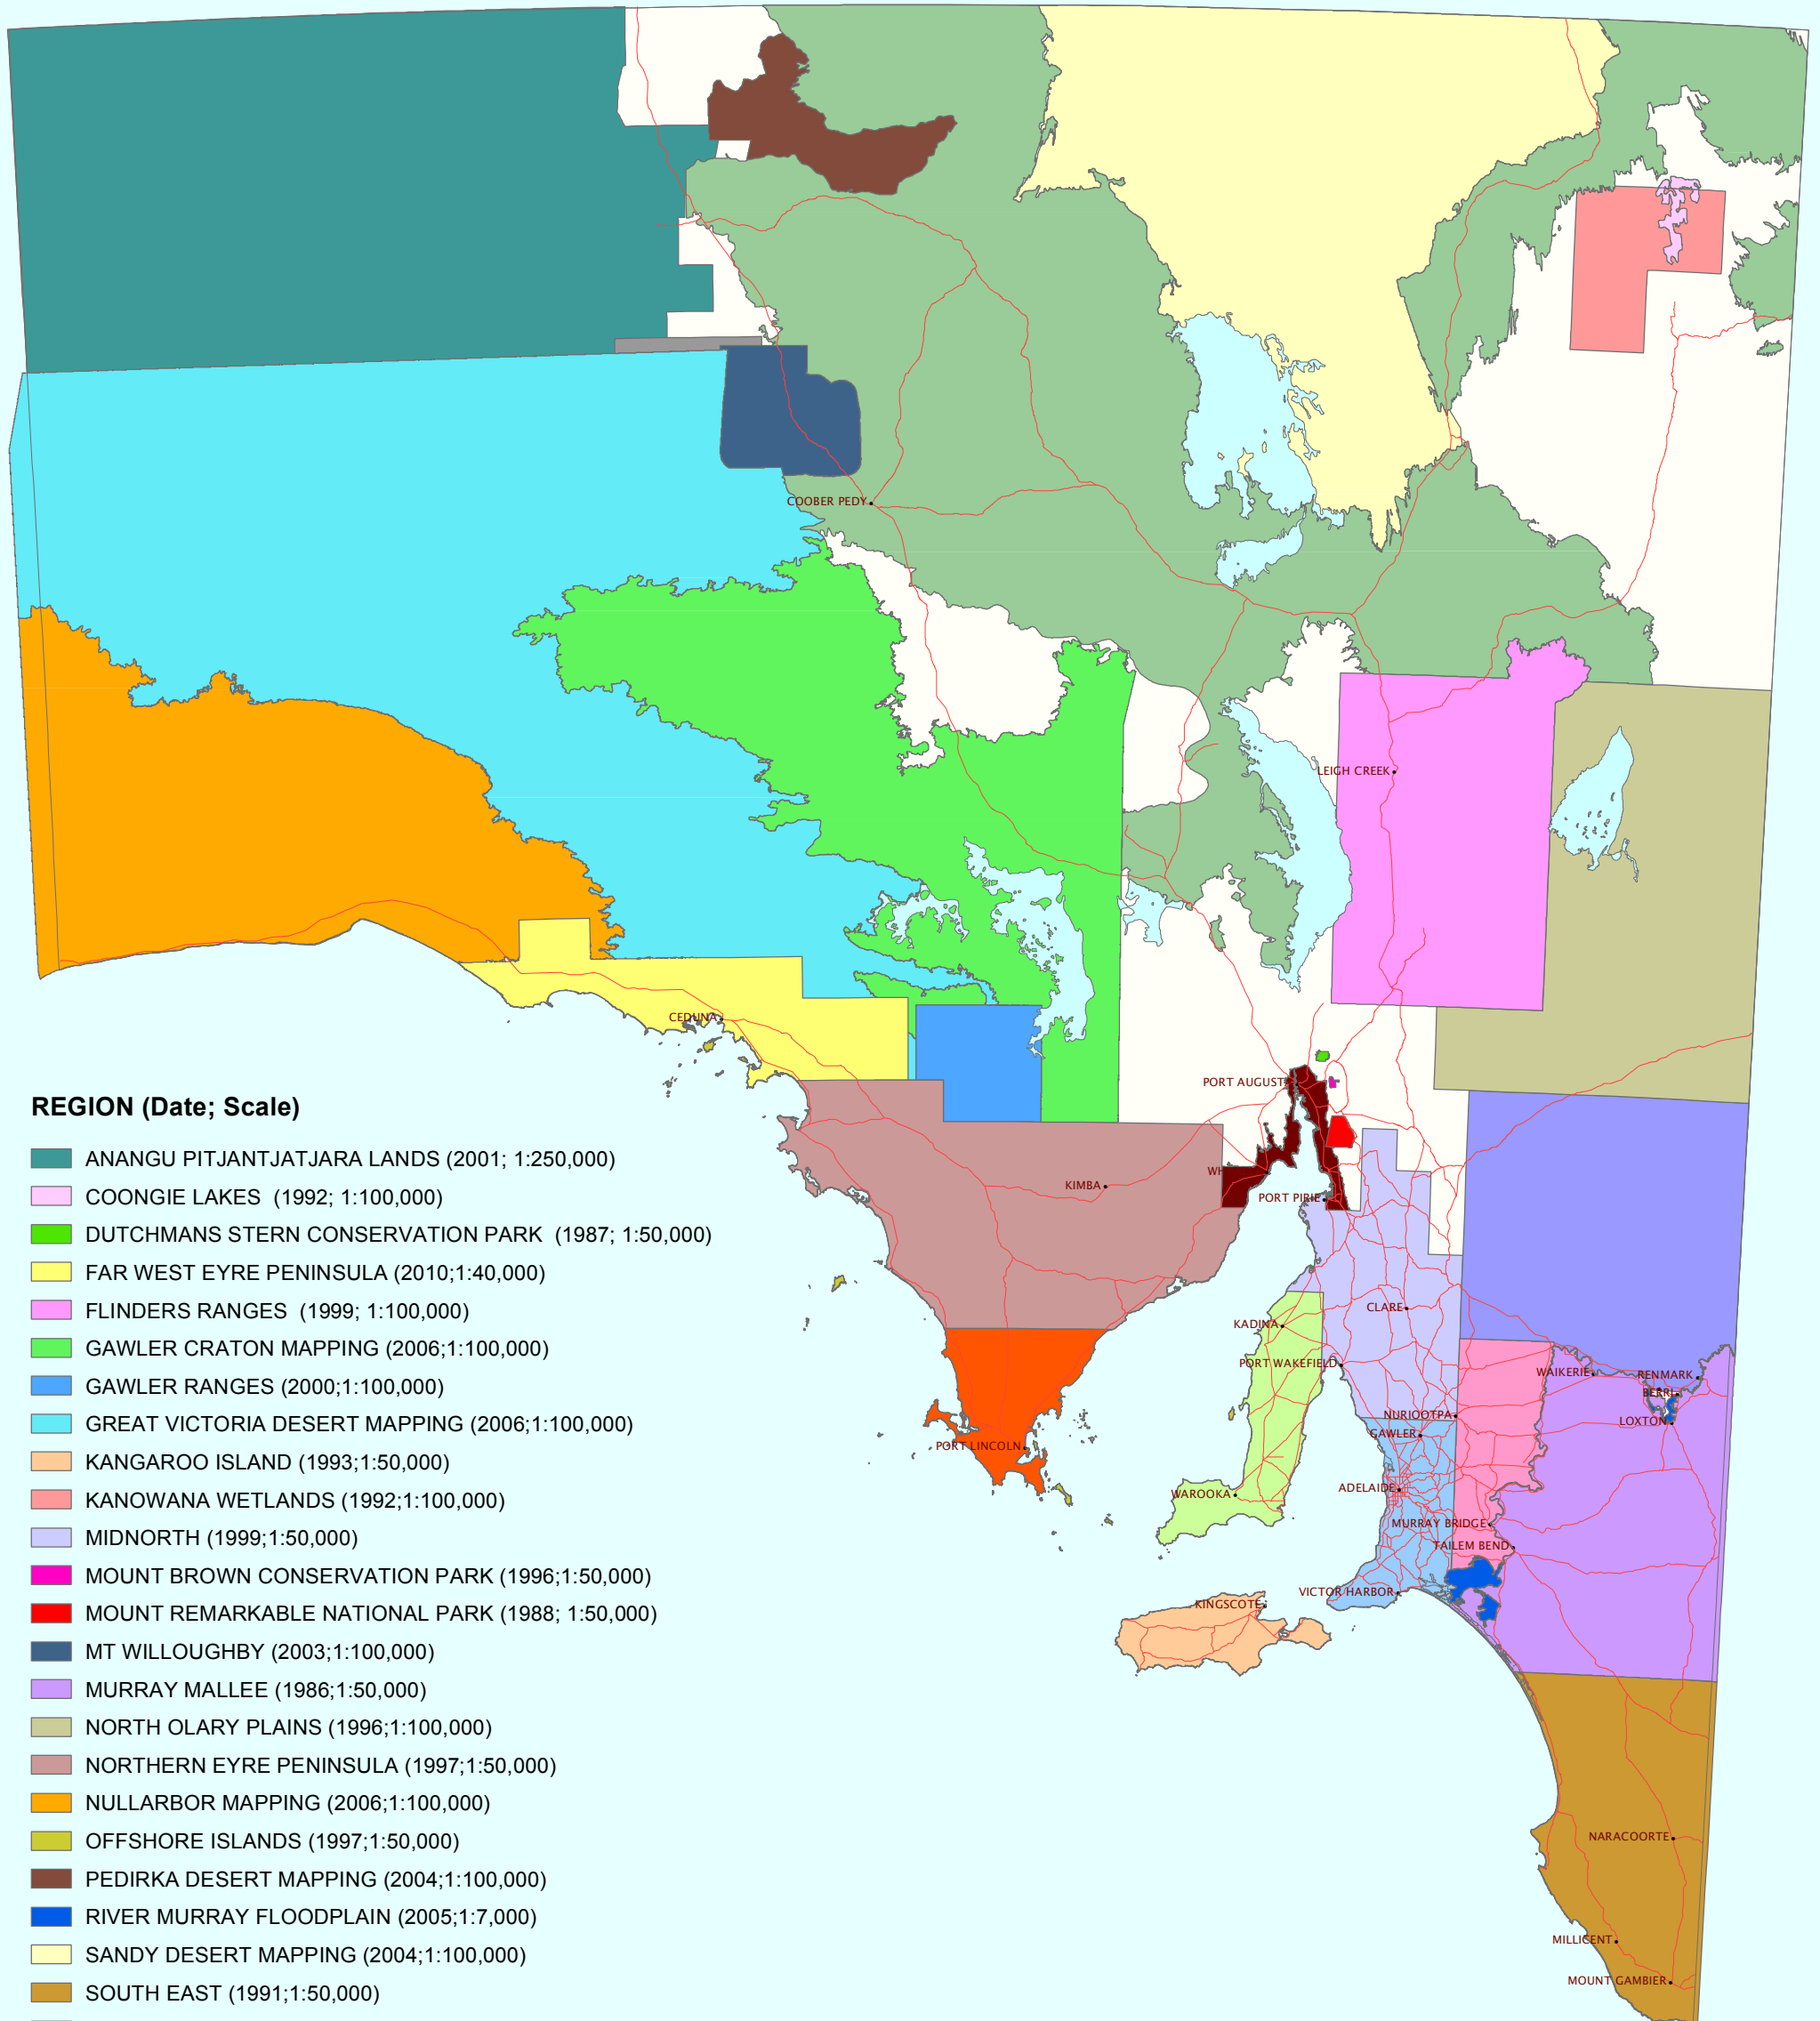 COOBER PEDY
LEIGH CREEK
CEDUNA
PORT AUGUST
WH
KIMBA
PORT PIRIE
CLARE
KADINA
PORT WAKEFIELD
WAIKERIE
RENMARK
BERRI
LOXTON
NURIOOTPA
GAWLER
PORT LINCOLN
ADELAIDE
WAROOKA
MURRAY BRIDGE
TAILEM BEND
VICTOR HARBOR
KINGSCOTE
NARACOORTE
MILLICENT
MOUNT GAMBIER
REGION (Date; Scale)
ANANGU PITJANTJATJARA LANDS (2001; 1:250,000)
COONGIE LAKES (1992; 1:100,000)
DUTCHMANS STERN CONSERVATION PARK (1987; 1:50,000)
FAR WEST EYRE PENINSULA (2010;1:40,000)
FLINDERS RANGES (1999; 1:100,000)
GAWLER CRATON MAPPING (2006;1:100,000)
GAWLER RANGES (2000;1:100,000)
GREAT VICTORIA DESERT MAPPING (2006;1:100,000)
KANGAROO ISLAND (1993;1:50,000)
KANOWANA WETLANDS (1992;1:100,000)
MIDNORTH (1999;1:50,000)
MOUNT BROWN CONSERVATION PARK (1996;1:50,000)
MOUNT REMARKABLE NATIONAL PARK (1988; 1:50,000)
MT WILLOUGHBY (2003;1:100,000)
MURRAY MALLEE (1986;1:50,000)
NORTH OLARY PLAINS (1996;1:100,000)
NORTHERN EYRE PENINSULA (1997;1:50,000)
NULLARBOR MAPPING (2006;1:100,000)
OFFSHORE ISLANDS (1997;1:50,000)
PEDIRKA DESERT MAPPING (2004;1:100,000)
RIVER MURRAY FLOODPLAIN (2005;1:7,000)
SANDY DESERT MAPPING (2004;1:100,000)
SOUTH EAST (1991;1:50,000)